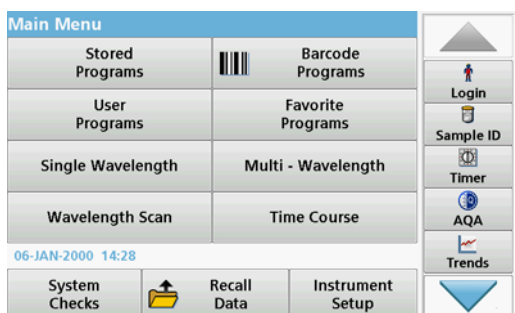 Main Menu
Stored
Programs
Barcode
Programs
User
Programs
Favorite
Programs
Single Wavelength
Multi - Wavelength
Wavelength Scan
Time Course
06-JAN-2000 14:28
System
Checks
Recall
Data
Instrument
Setup
Login
Sample ID
Timer
AQA
Trends